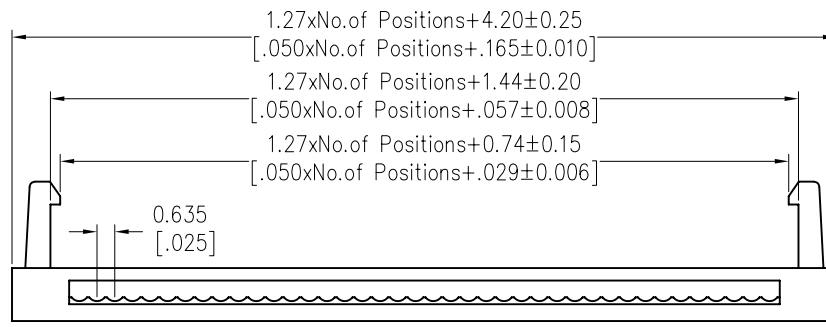 1.27xNo.of Positions+4.20±0.25
[.050xNo.of Positions+.165±0.010]
1.27xNo.of Positions+1.44±0.20
[.050xNo.of Positions+.057±0.008]
1.27xNo.of Positions+0.74±0.15
[.050xNo.of Positions+.029±0.006]
0.635
[.025]